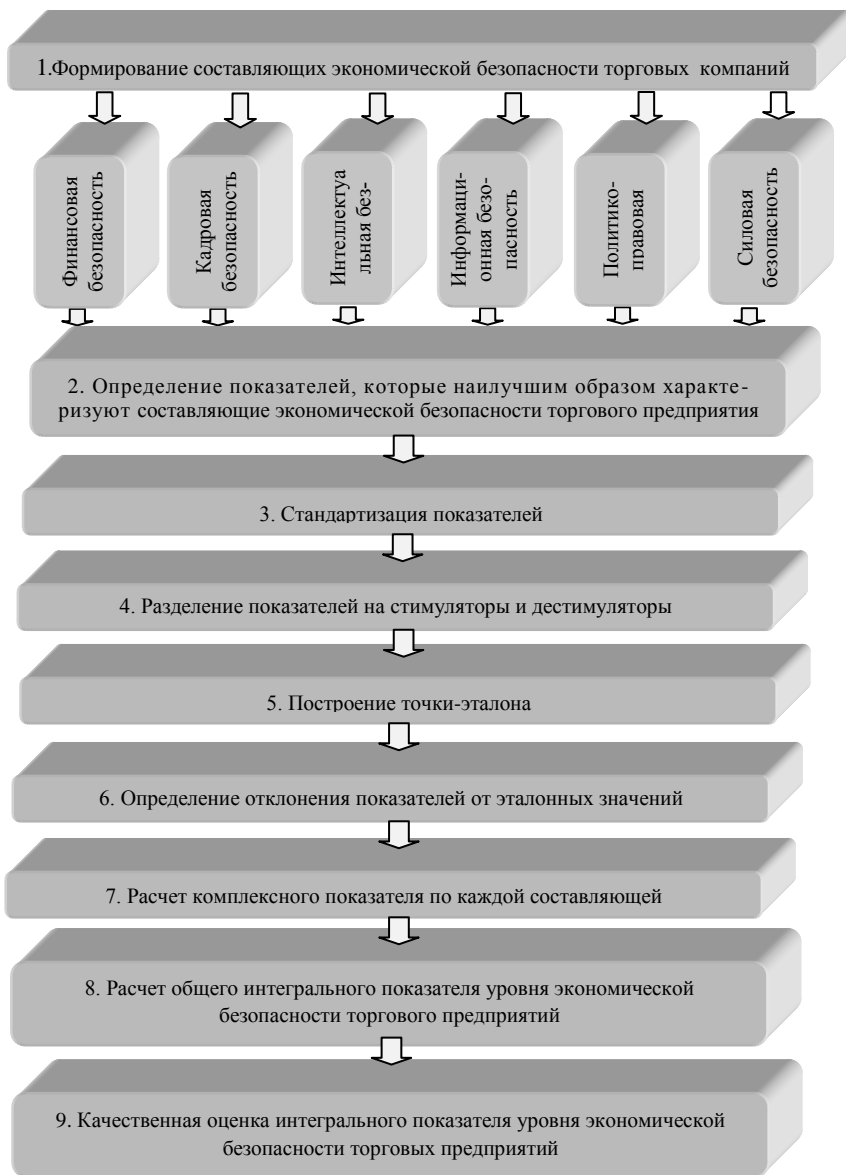 1.Формирование составляющих экономической безопасности торговых компаний
Финансовая
безопасность
Кадровая
безопасность
Интеллектуа
льная без-
Информаци-
онная безо-
пасность
Политико-
правовая
Силовая
безопасность
2. Определение показателей, которые наилучшим образом характе-
ризуют составляющие экономической безопасности торгового предприятия
3. Стандартизация показателей
4. Разделение показателей на стимуляторы и дестимуляторы
5. Построение точки-эталона
6. Определение отклонения показателей от эталонных значений
7. Расчет комплексного показателя по каждой составляющей
8. Расчет общего интегрального показателя уровня экономической
безопасности торгового предприятий
9. Качественная оценка интегрального показателя уровня экономической
безопасности торговых предприятий